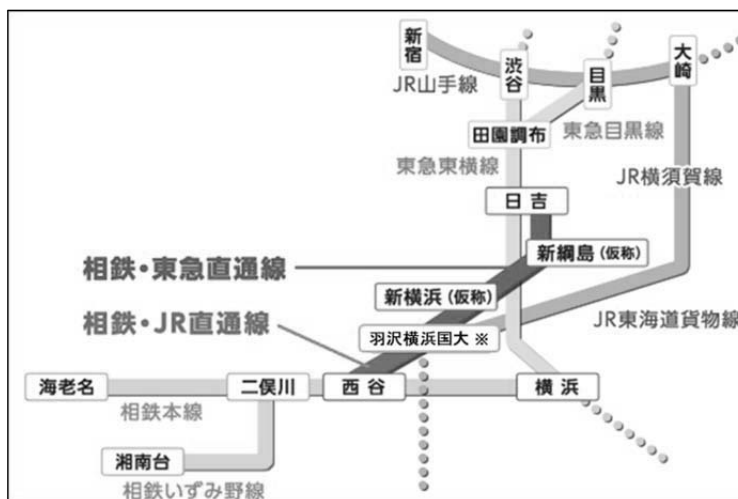 新宿
渋谷
目黒
大崎
JR山手線
田園調布
東急目黒線
東急東横線
JR横須賀線
日吉
新綱島(仮称)
相鉄・東急直通線
新横浜(仮称)
相鉄・JR直通線
羽沢横浜国大 ※
JR東海道貨物線
海老名
二俣川
西谷
横浜
相鉄本線
湘南台
相鉄いずみ野線